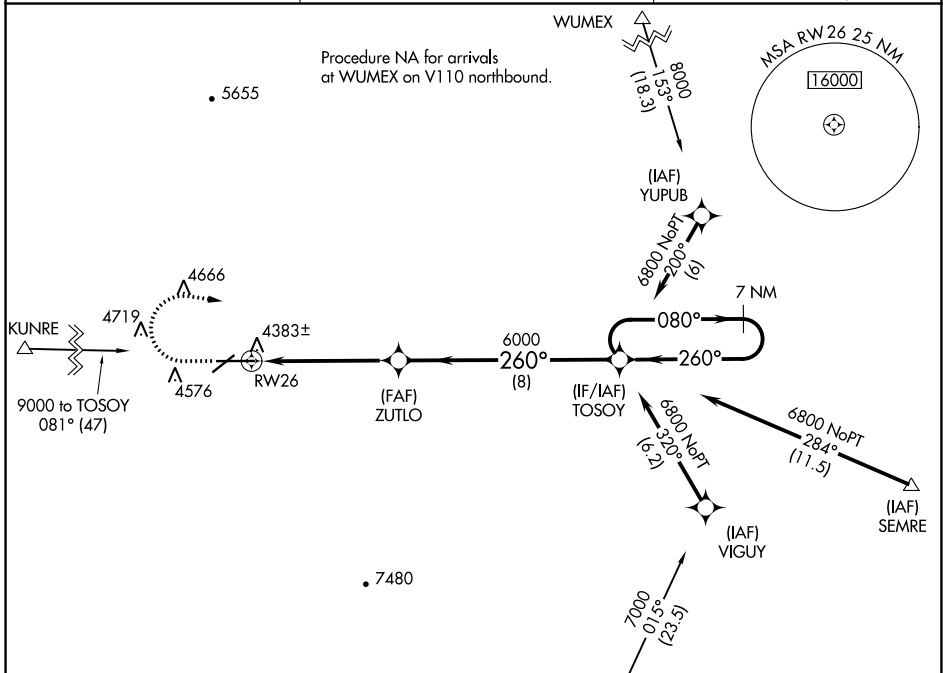 WUMEX
MSA RW26 25 NM
16000
Procedure NA for arrivals
at WUMEX on V110 northbound.
8000
153°
(18.3)
5655
(IAF)
YUPUB
6800 NoPT
200°
(6)
4666
4719
7 NM
080°
KUNRE
4383±
6000
260°
(8)
260°
RW26
4576
(FAF)
ZUTLO
(IF/IAF)
TOSOY
9000 to TOSOY
081° (47)
6800 NoPT
320°
(6.2)
6800 NoPT
284°
(11.5)
(IAF)
SEMRE
(IAF)
VIGUY
7480
7000
015°
(23.5)